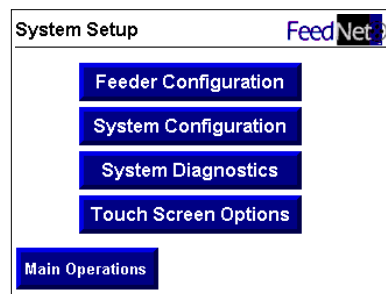 System Setup
FeedNet
Feeder Configuration
System Configuration
System Diagnostics
Touch Screen Options
Main Operations